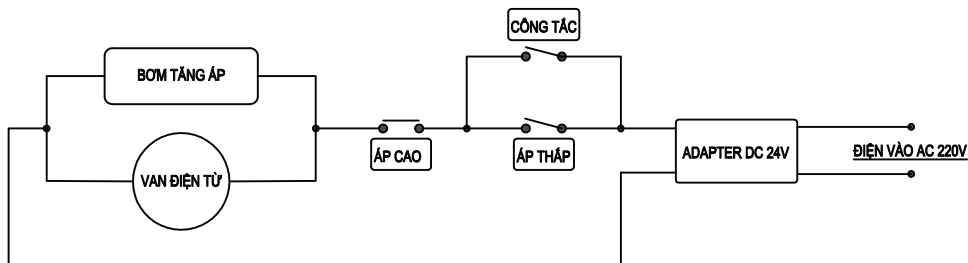 CÔNG TẮC
BƠM TĂNG ÁP
ÁP CAO
ÁP THẤP
ADAPTER DC 24V
ĐIỆN VÀO AC 220V
VAN ĐIỆN TỪ